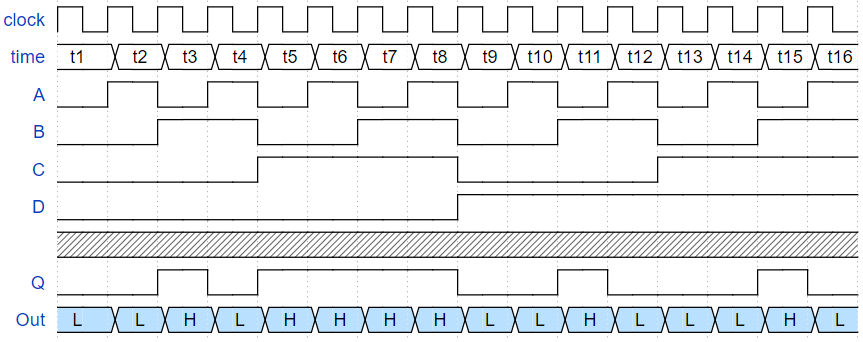 clock
time t1 t2 t3 t4 t5 t6 t7 t8 t9 t10 t11 t12 t13 t14 t15 t16
A
B
C
D
Q
Out L L H L H H H H L L H L L L H L